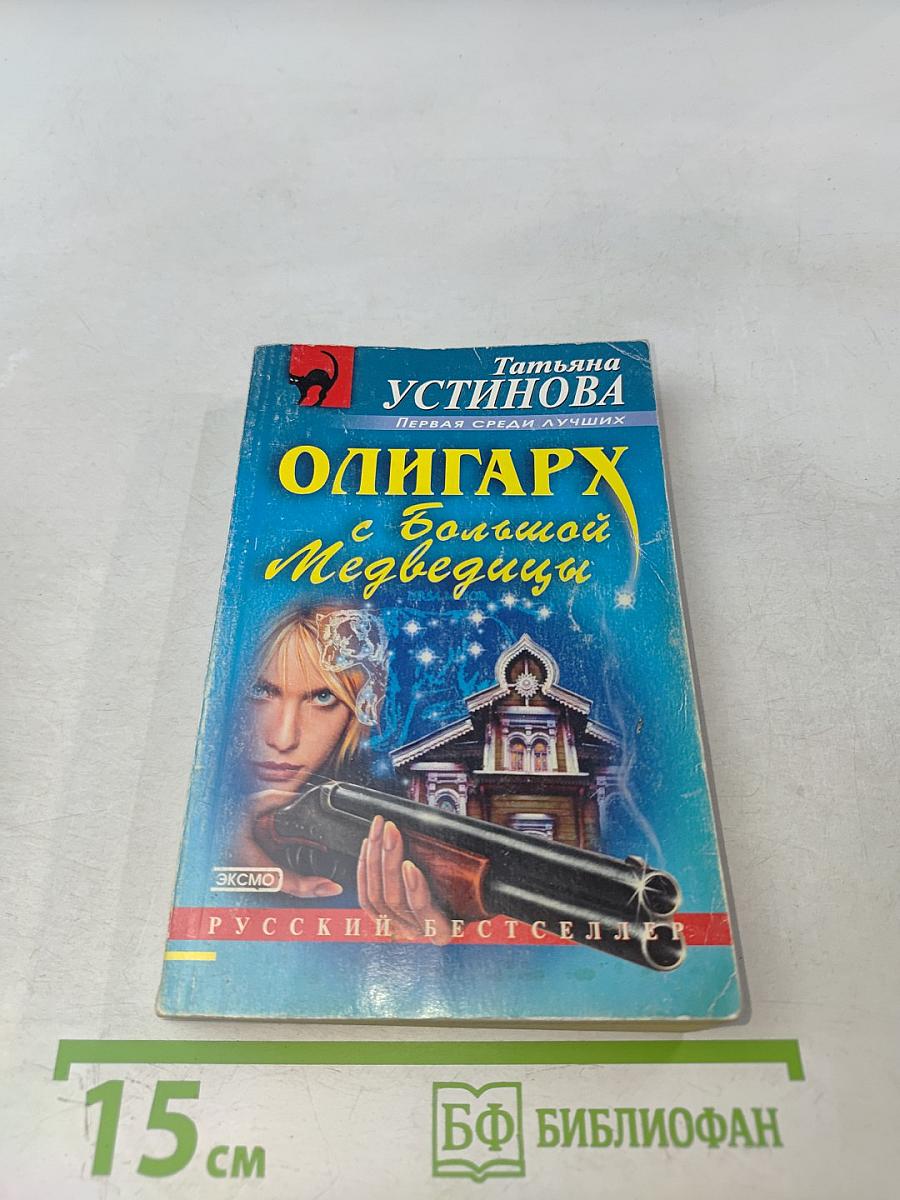 Татьяна
УСТИНОВА
ПЕРВАЯ СРЕДИ ЛУЧШИХ
ОЛИГАРХ
с Большой
Медведицы
ЭКСМО
РУССКИЙ БЕСТСЕЛЛЕР
15 см
БФ БИБЛИОФАН